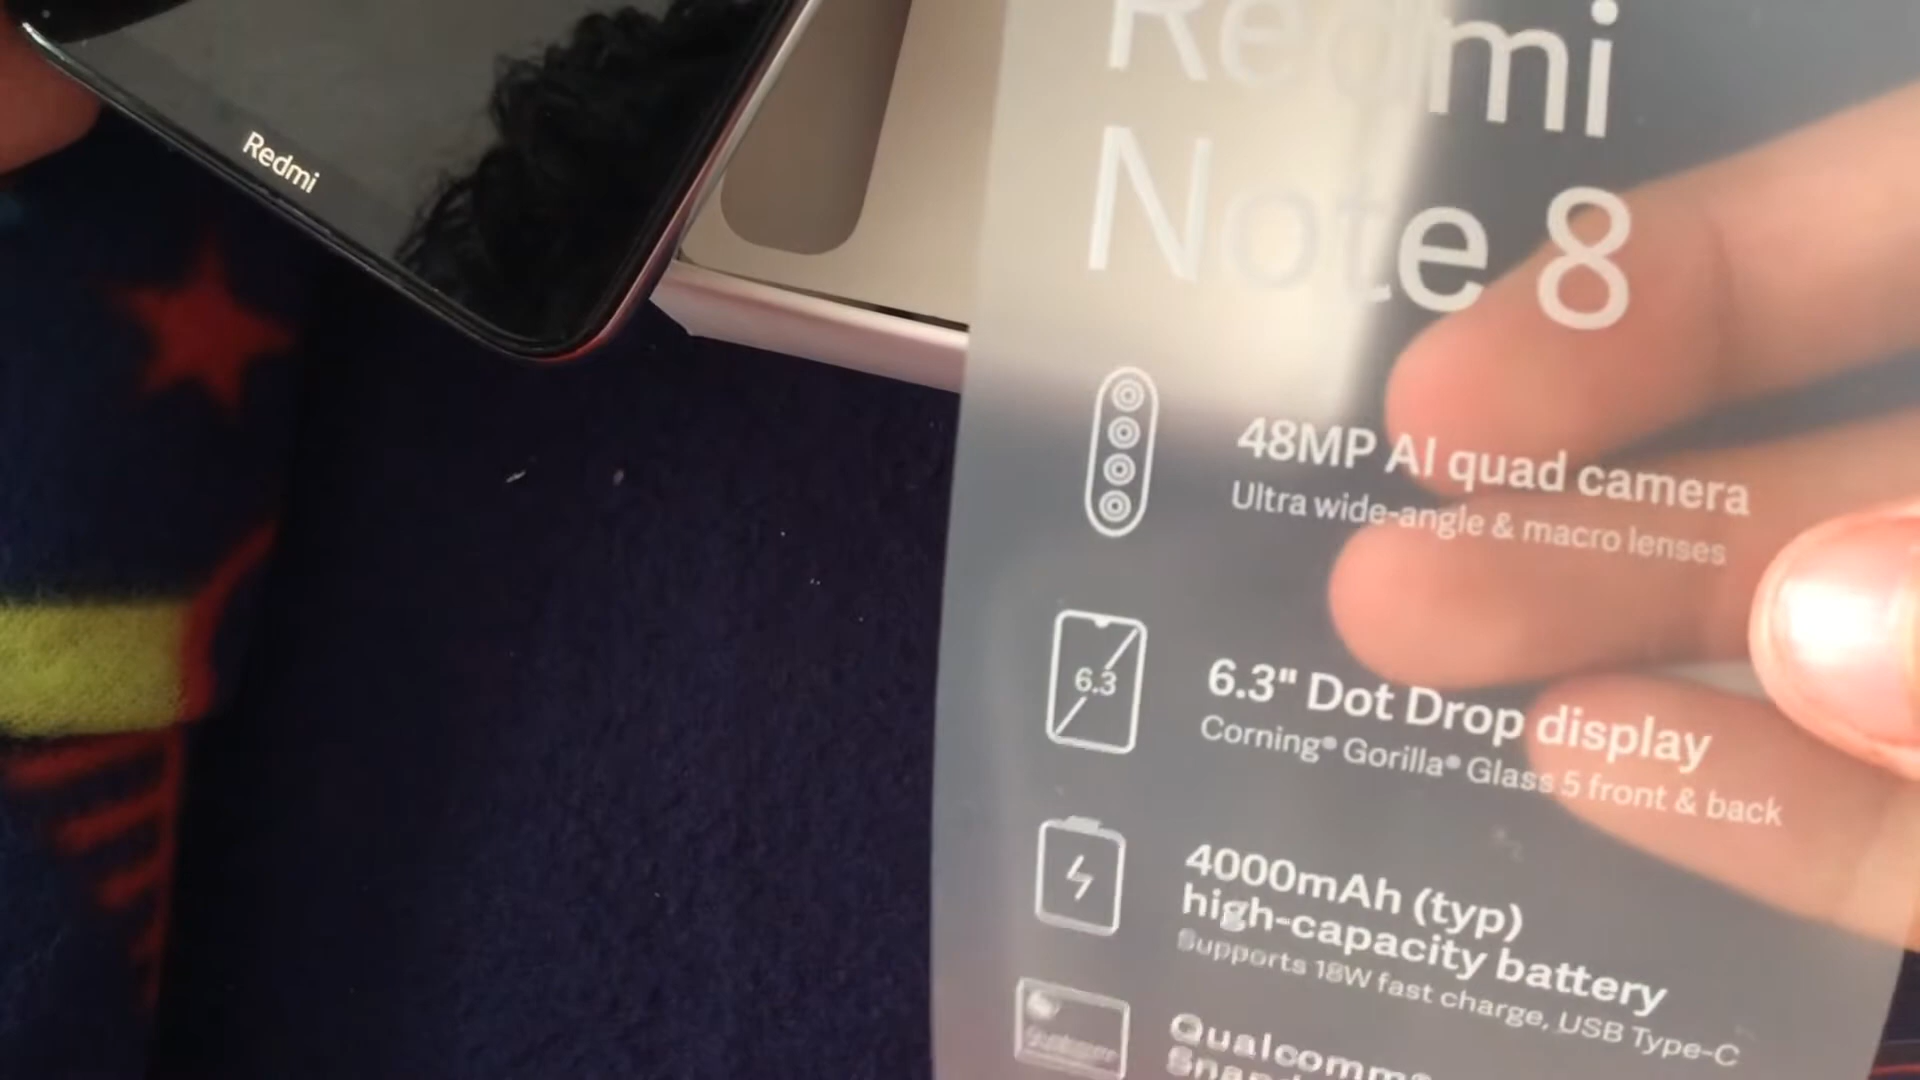 Redmi
Redmi
Note 8
48MP AI quad camera
Ultra wide-angle & macro lenses
6.3
6.3" Dot Drop display
Corning® Gorilla® Glass 5 front & back
4000mAh (typ)
high-capacity battery
Supports 18W fast charge, USB Type-C
Qualcomm®